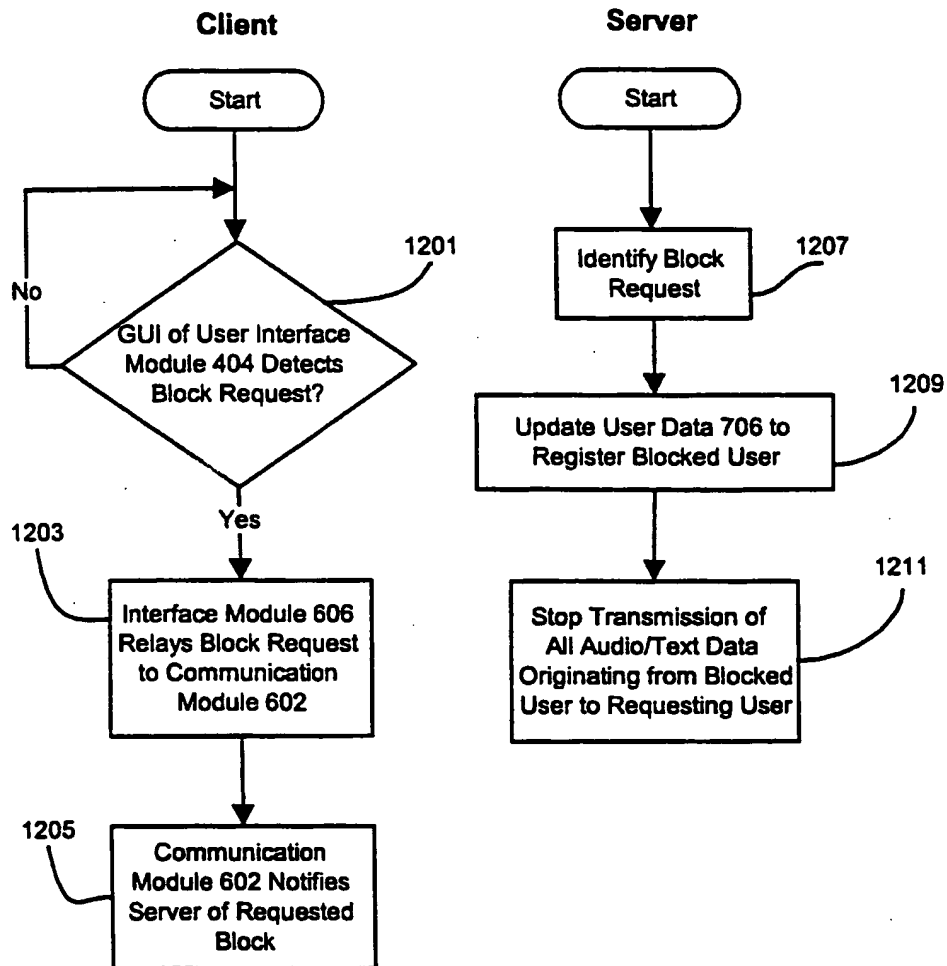 Client
Start
1201
No
GUI of User Interface
Module 404 Detects
Block Request?
Yes
1203
Interface Module 606
Relays Block Request
to Communication
Module 602
1205
Communication
Module 602 Notifies
Server of Requested
Block
Server
Start
1207
Identify Block
Request
1209
Update User Data 706 to
Register Blocked User
1211
Stop Transmission of
All Audio/Text Data
Originating from Blocked
User to Requesting User